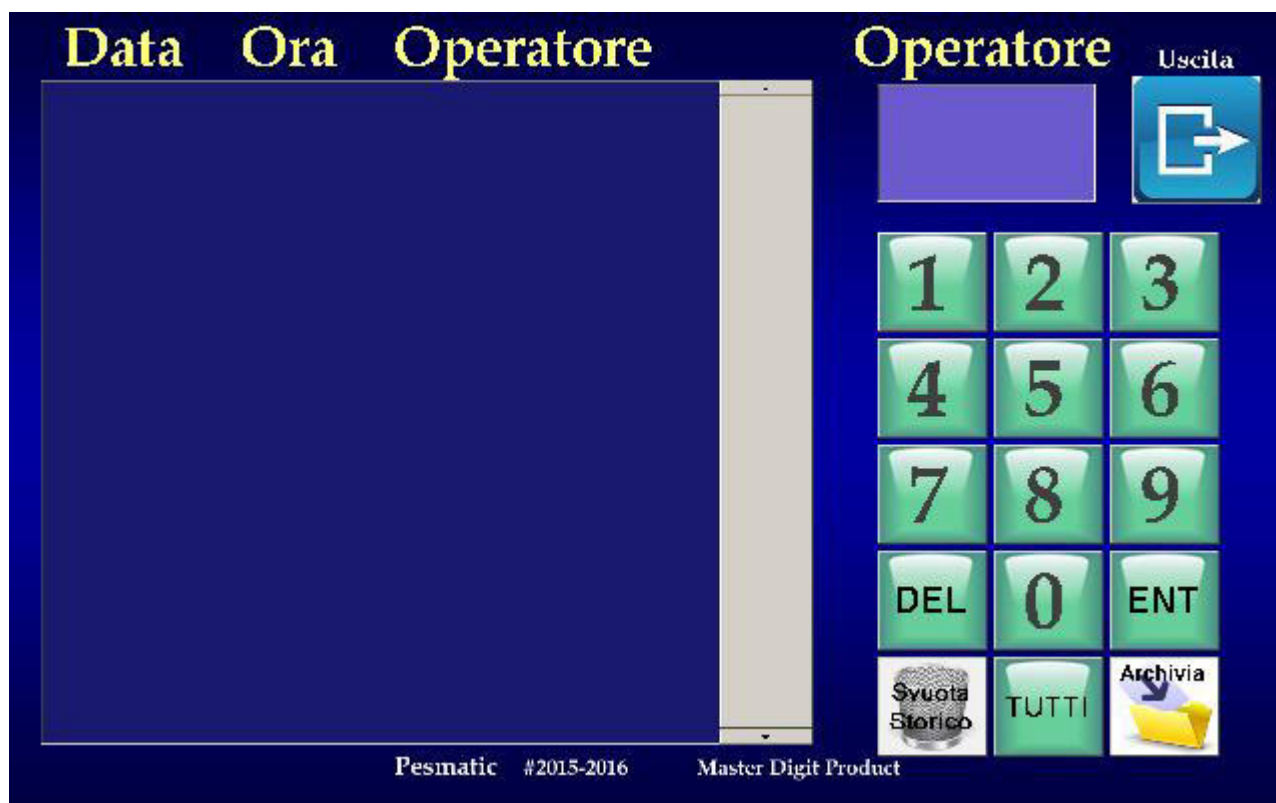 Data Ora Operatore
Operatore
Uscita
1 2 3
4 5 6
7 8 9
DEL 0 ENT
Svuota
Storico
TUTTI
Archivia
Pesmatic #2015-2016 Master Digit Product